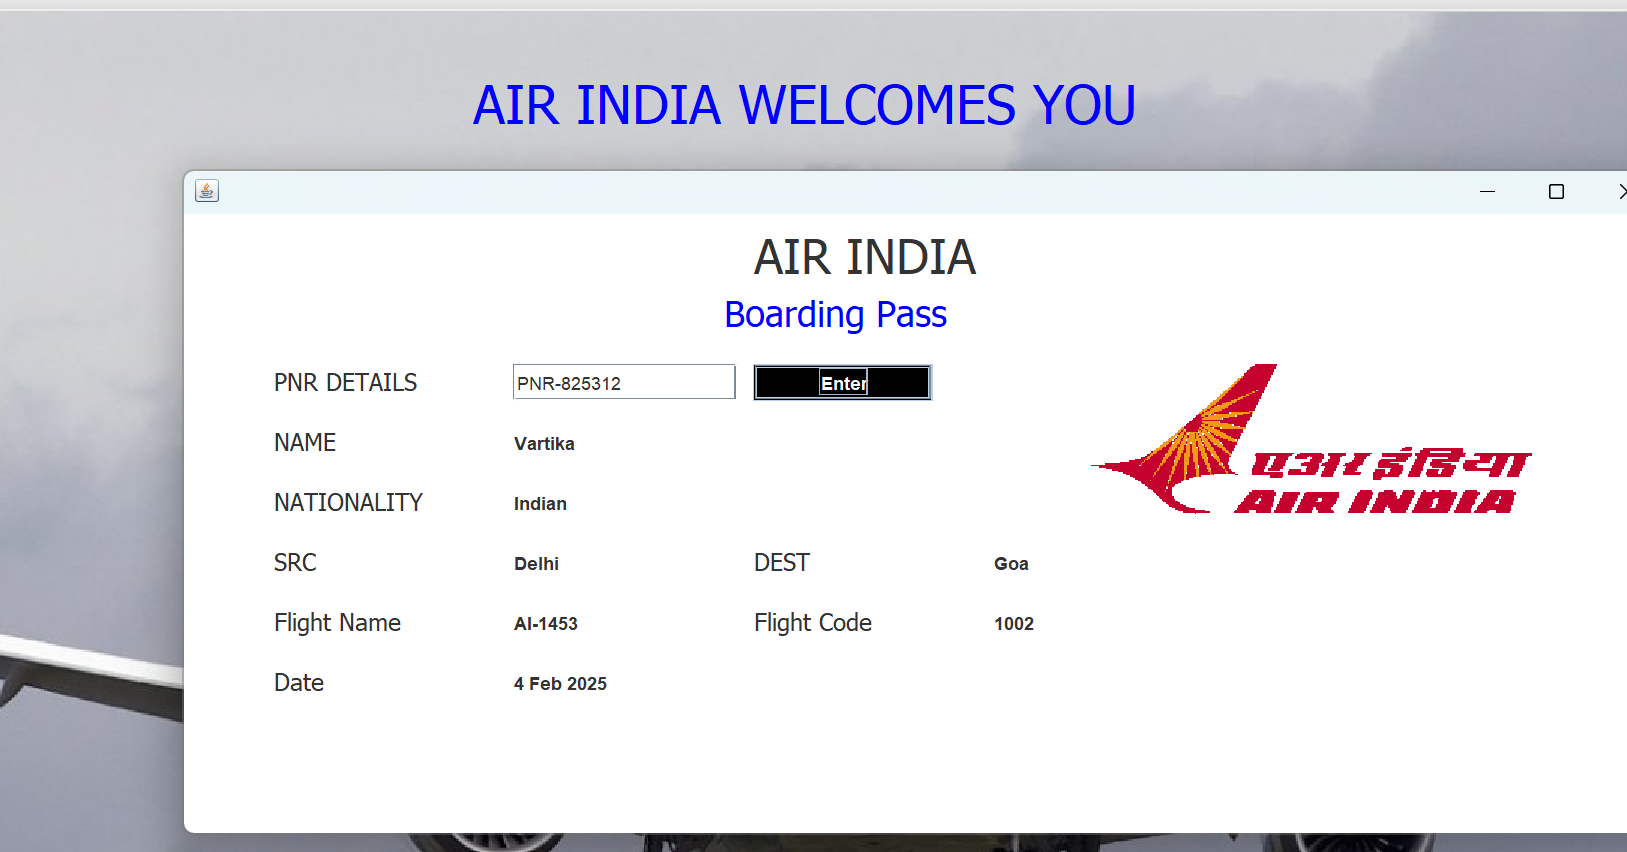 AIR INDIA WELCOMES YOU
AIR INDIA
Boarding Pass
PNR DETAILS PNR-825312 Enter
NAME Vartika
एअर इंडिया
NATIONALITY Indian
AIR INDIA
SRC Delhi DEST Goa
Flight Name AI-1453 Flight Code 1002
Date 4 Feb 2025